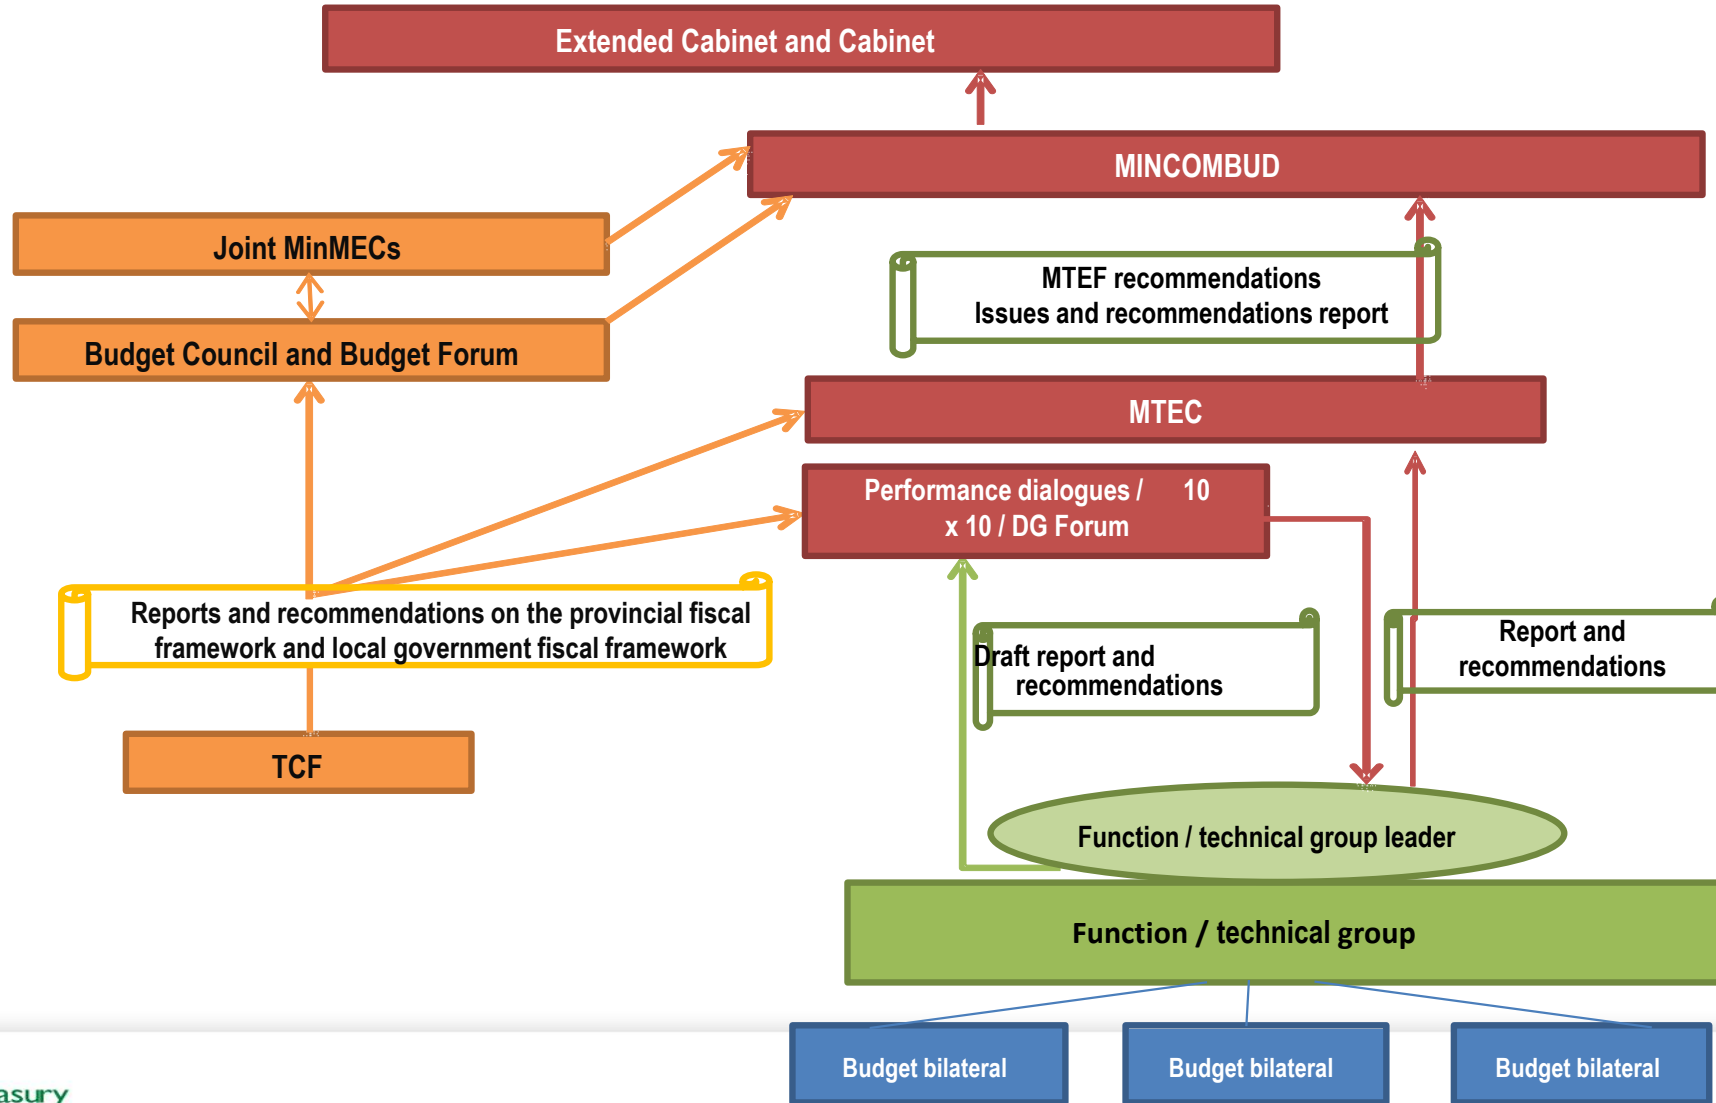 Extended Cabinet and Cabinet
MINCOMBUD
Joint MinMECs
MTEF recommendations
Issues and recommendations report
Budget Council and Budget Forum
MTEC
Performance dialogues / 10
x 10 / DG Forum
Reports and recommendations on the provincial fiscal
framework and local government fiscal framework
Draft report and
recommendations
Report and
recommendations
TCF
Function / technical group leader
Function / technical group
Budget bilateral
Budget bilateral
Budget bilateral
asury